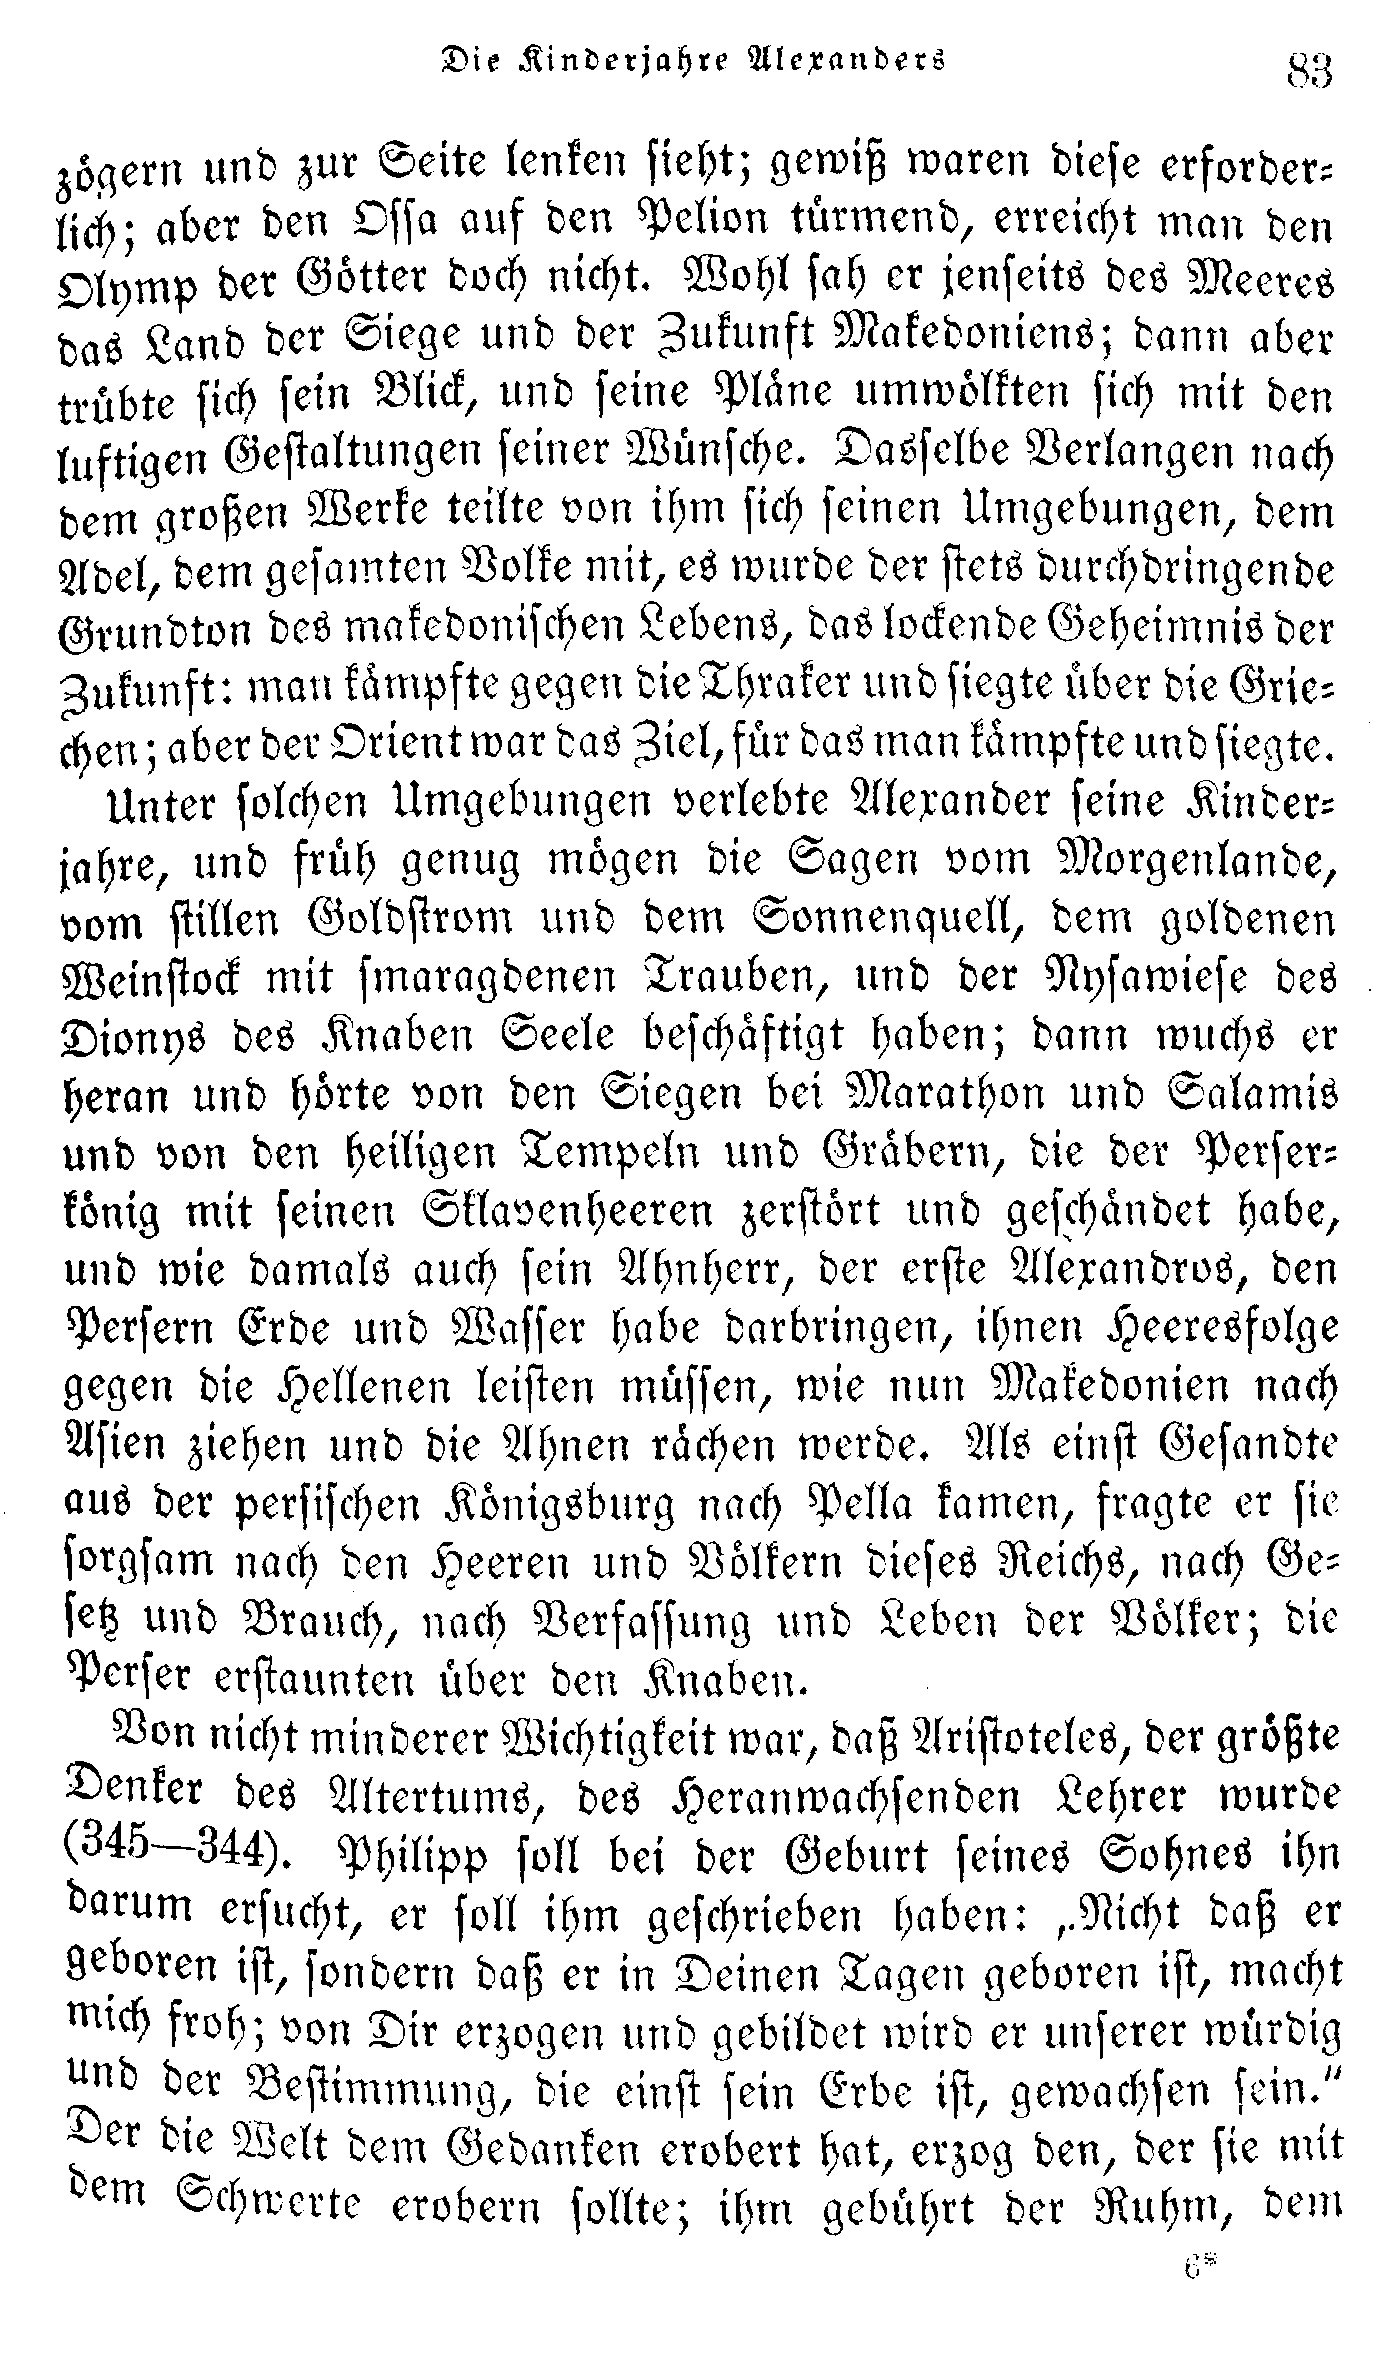 Die Kinderjahre Alexanders 83
zögern und zur Seite lenken sieht; gewiß waren diese erforder-
lich; aber den Ossa auf den Pelion türmend, erreicht man den
Olymp der Götter doch nicht. Wohl sah er jenseits des Meeres
das Land der Siege und der Zukunft Makedoniens; dann aber
trübte sich sein Blick, und seine Pläne umwölkten sich mit den
luftigen Gestaltungen seiner Wünsche. Dasselbe Verlangen nach
dem großen Werke teilte von ihm sich seinen Umgebungen, dem
Adel, dem gesamten Volke mit, es wurde der stets durchdringende
Grundton des makedonischen Lebens, das lockende Geheimnis der
Zukunft: man kämpfte gegen die Thraker und siegte über die Grie-
chen; aber der Orient war das Ziel, für das man kämpfte und siegte.
Unter solchen Umgebungen verlebte Alexander seine Kinder-
jahre, und früh genug mögen die Sagen vom Morgenlande,
vom stillen Goldstrom und dem Sonnenquell, dem goldenen
Weinstock mit smaragdenen Trauben, und der Nysawiese des
Dionys des Knaben Seele beschäftigt haben; dann wuchs er
heran und hörte von den Siegen bei Marathon und Salamis
und von den heiligen Tempeln und Gräbern, die der Perser-
könig mit seinen Sklavenheeren zerstört und geschändet habe,
und wie damals auch sein Ahnherr, der erste Alexandros, den
Persern Erde und Wasser habe darbringen, ihnen Heeresfolge
gegen die Hellenen leisten müssen, wie nun Makedonien nach
Asien ziehen und die Ahnen rächen werde. Als einst Gesandte
aus der persischen Königsburg nach Pella kamen, fragte er sie
sorgsam nach den Heeren und Völkern dieses Reichs, nach Ge-
setz und Brauch, nach Verfassung und Leben der Völker; die
Perser erstaunten über den Knaben.
Von nicht minderer Wichtigkeit war, daß Aristoteles, der größte
Denker des Altertums, des Heranwachsenden Lehrer wurde
(345—344). Philipp soll bei der Geburt seines Sohnes ihn
darum ersucht, er soll ihm geschrieben haben: „Nicht daß er
geboren ist, sondern daß er in Deinen Tagen geboren ist, macht
mich froh; von Dir erzogen und gebildet wird er unserer würdig
und der Bestimmung, die einst sein Erbe ist, gewachsen sein.“
Der die Welt dem Gedanken erobert hat, erzog den, der sie mit
dem Schwerte erobern sollte; ihm gebührt der Ruhm, dem
6*